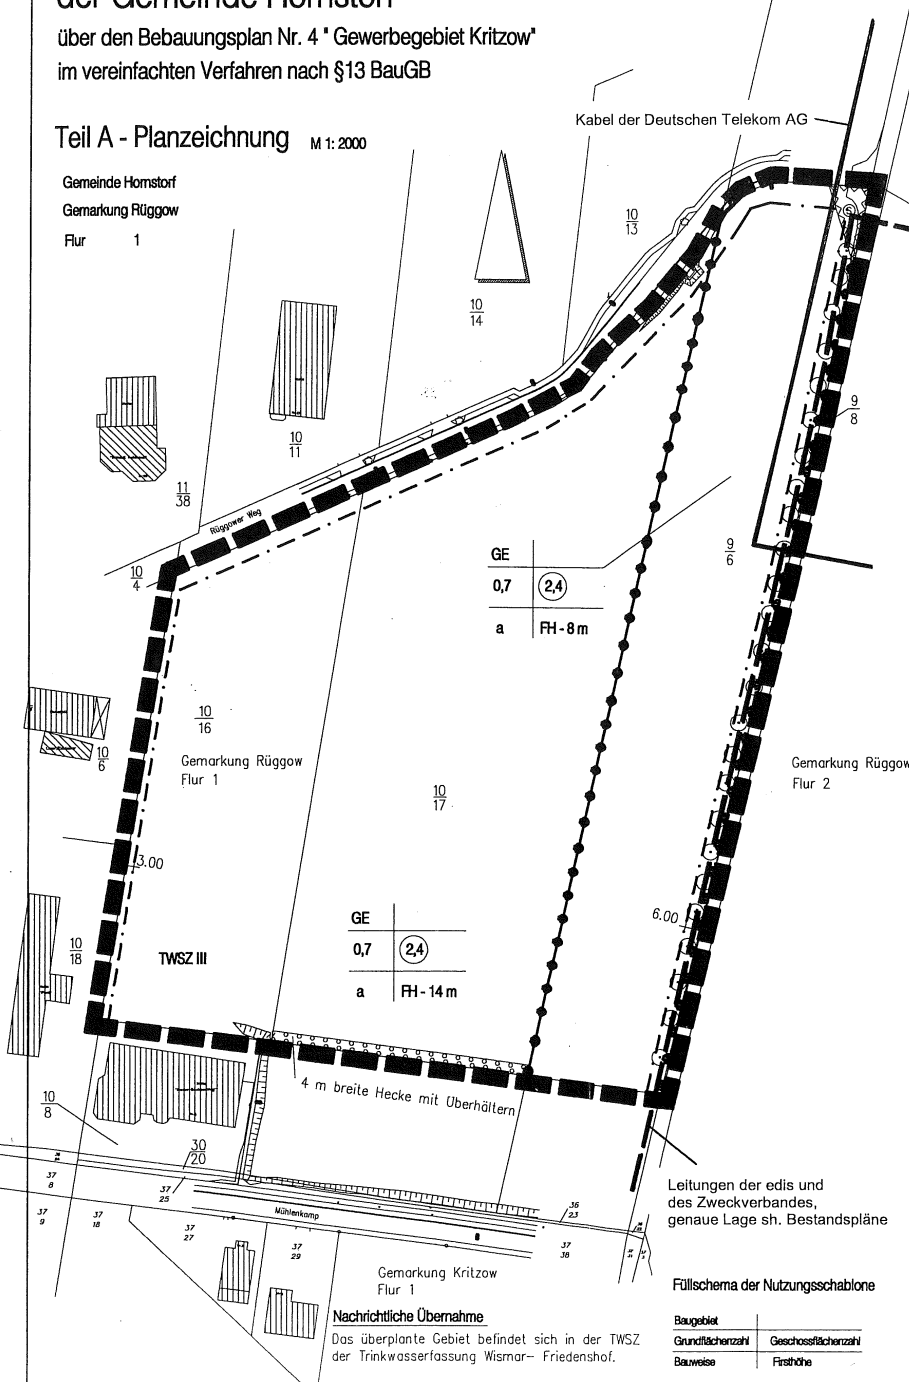 der Gemeinde Hornstorf
über den Bebauungsplan Nr. 4 " Gewerbegebiet Kritzow"
im vereinfachten Verfahren nach §13 BauGB
Teil A - Planzeichnung M 1: 2000
Kabel der Deutschen Telekom AG
Gemeinde Hornstorf
Gemarkung Rüggow
Flur 1
10
13
10
14
9
8
10
11
11
38
Rüggower Weg
10
4
9
6
GE
0,7 2,4
a FH - 8 m
10
16
10
6
Gemarkung Rüggow
Flur 1
Gemarkung Rüggow
Flur 2
10
17
3.00
6.00
GE
0,7 2,4
a FH - 14 m
10
18
TWSZ III
4 m breite Hecke mit Überhältern
10
8
30
20
37
8
37
25
37
9
37
18
37
27
37
29
Mühlenkamp
36
23
37
38
Leitungen der edis und
des Zweckverbandes,
genaue Lage sh. Bestandspläne
Gemarkung Kritzow
Flur 1
Füllschema der Nutzungsschablone
Baugebiet
Grundflächenzahl Geschossflächenzahl
Bauweise Firsthöhe
Nachrichtliche Übernahme
Das überplante Gebiet befindet sich in der TWSZ
der Trinkwasserfassung Wismar- Friedenshof.